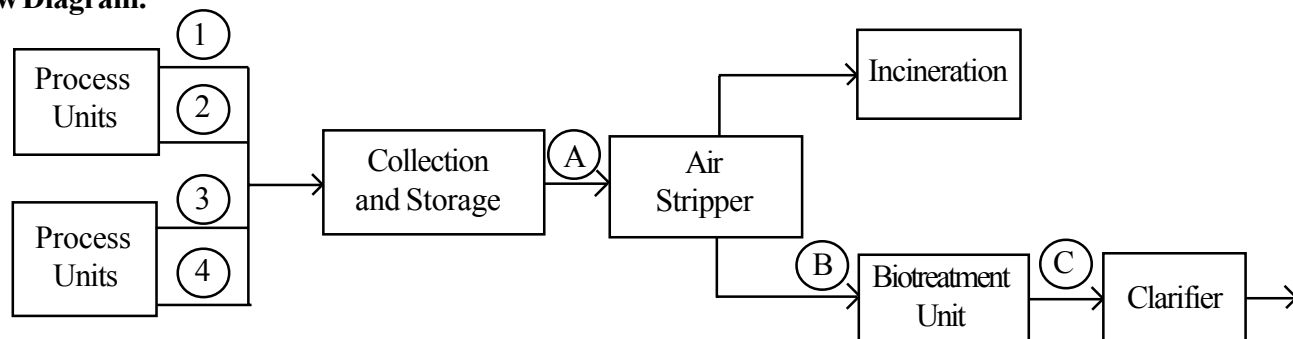 w Diagram.
1
Process
Units
2
3
Process
Units
4
Collection
and Storage
A
Air
Stripper
Incineration
B
Biotreatment
Unit
C
Clarifier